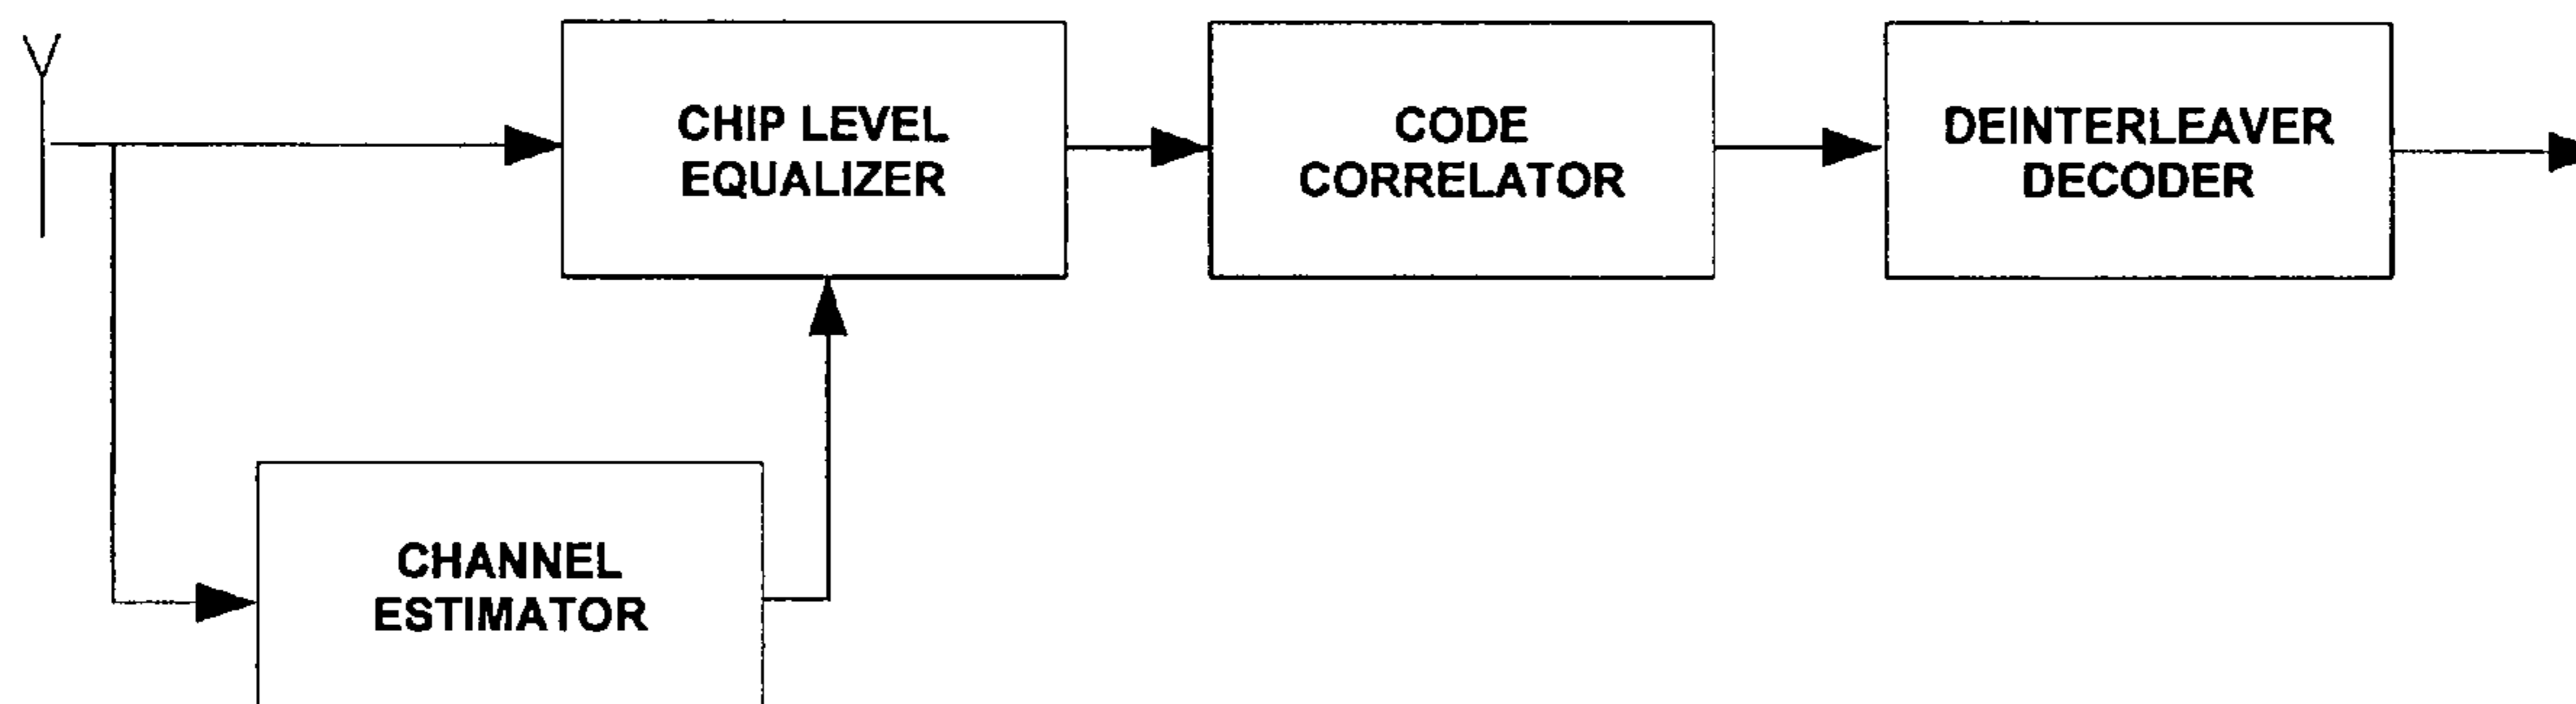 CHIP LEVEL
EQUALIZER
CODE
CORRELATOR
DEINTERLEAVER
DECODER
CHANNEL
ESTIMATOR